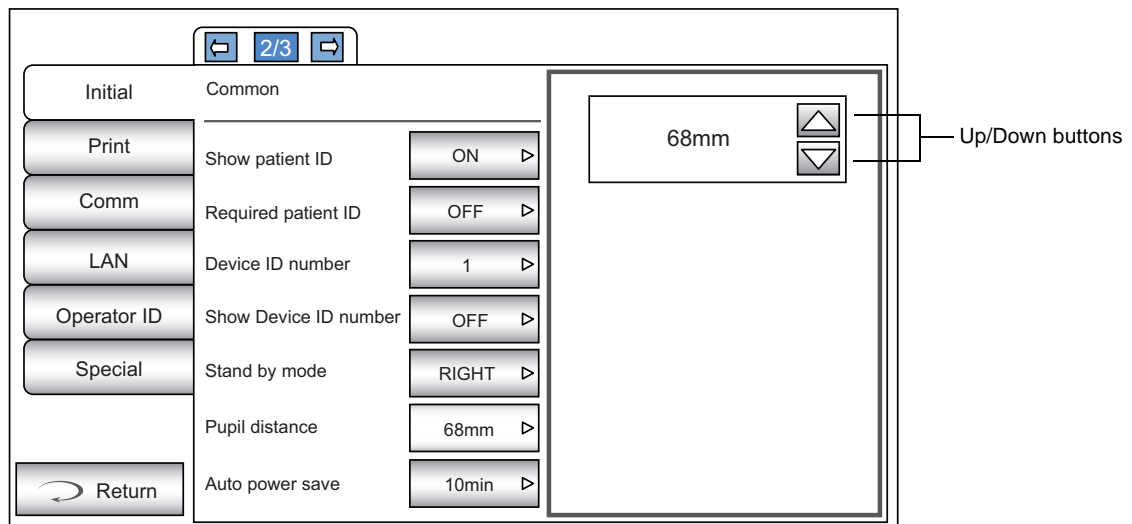 2/3
Initial
Print
Comm
LAN
Operator ID
Special
Return
Common
Show patient ID ON
Required patient ID OFF
Device ID number 1
Show Device ID number OFF
Stand by mode RIGHT
Pupil distance 68mm
Auto power save 10min
68mm
Up/Down buttons